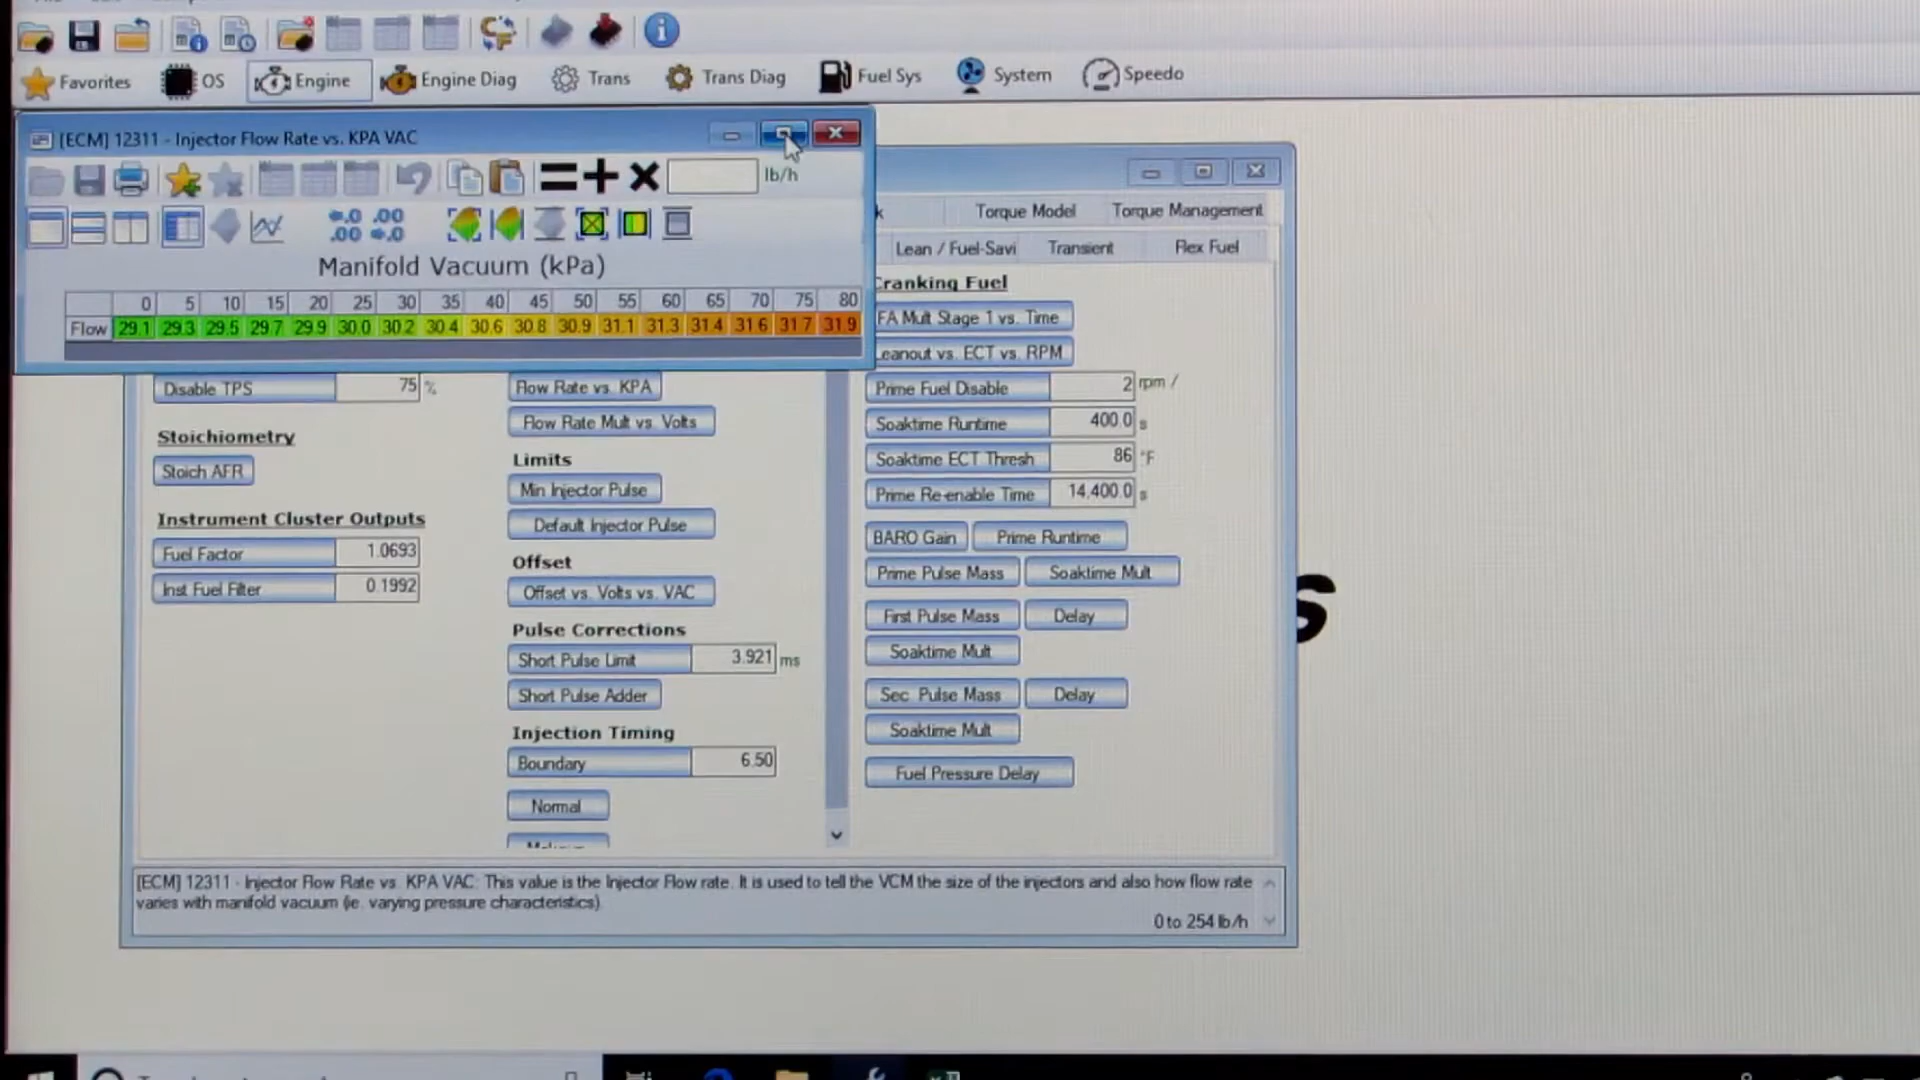 Favorites OS Engine Engine Diag Trans Trans Diag Fuel Sys System Speedo
[ECM] 12311 - Injector Flow Rate vs. KPA VAC
lb/h
Manifold Vacuum (kPa)
0 5 10 15 20 25 30 35 40 45 50 55 60 65 70 75 80
Flow 29.1 29.3 29.5 29.7 29.9 30.0 30.2 30.4 30.6 30.8 30.9 31.1 31.3 31.4 31.6 31.7 31.9
Torque Model Torque Management
Lean / Fuel-Savi Transient Flex Fuel
Disable TPS 75 %
Stoichiometry
Stoich AFR
Instrument Cluster Outputs
Fuel Factor 1.0693
Inst Fuel Filter 0.1992
Flow Rate vs. KPA
Flow Rate Mult vs. Volts
Limits
Min Injector Pulse
Default Injector Pulse
Offset
Offset vs. Volts vs. VAC
Pulse Corrections
Short Pulse Limit 3.921 ms
Short Pulse Adder
Injection Timing
Boundary 6.50
Normal
Cranking Fuel
FA Mult Stage 1 vs. Time
Leanout vs. ECT vs. RPM
Prime Fuel Disable 2 rpm /
Soaktime Runtime 400.0 s
Soaktime ECT Thresh 86 °F
Prime Re-enable Time 14,400.0 s
BARO Gain Prime Runtime
Prime Pulse Mass Soaktime Mult
First Pulse Mass Delay
Soaktime Mult
Sec. Pulse Mass Delay
Soaktime Mult
Fuel Pressure Delay
s
[ECM] 12311 - Injector Flow Rate vs. KPA VAC: This value is the Injector Flow rate. It is used to tell the VCM the size of the injectors and also how flow rate
varies with manifold vacuum (ie. varying pressure characteristics).
0 to 254 lb/h